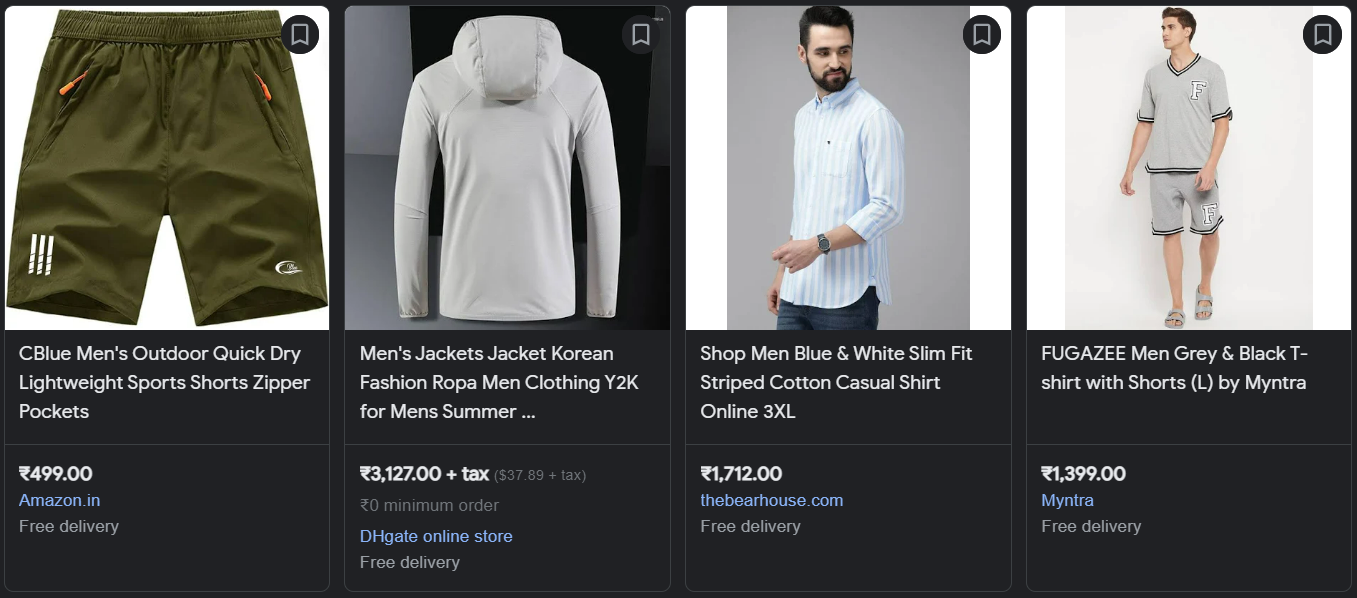 CBlue Men's Outdoor Quick Dry
Lightweight Sports Shorts Zipper
Pockets
₹499.00
Amazon.in
Free delivery
Men's Jackets Jacket Korean
Fashion Ropa Men Clothing Y2K
for Mens Summer ...
₹3,127.00 + tax ($37.89 + tax)
₹0 minimum order
DHgate online store
Free delivery
Shop Men Blue & White Slim Fit
Striped Cotton Casual Shirt
Online 3XL
₹1,712.00
thebearhouse.com
Free delivery
F
F
FUGAZEE Men Grey & Black T-
shirt with Shorts (L) by Myntra
₹1,399.00
Myntra
Free delivery